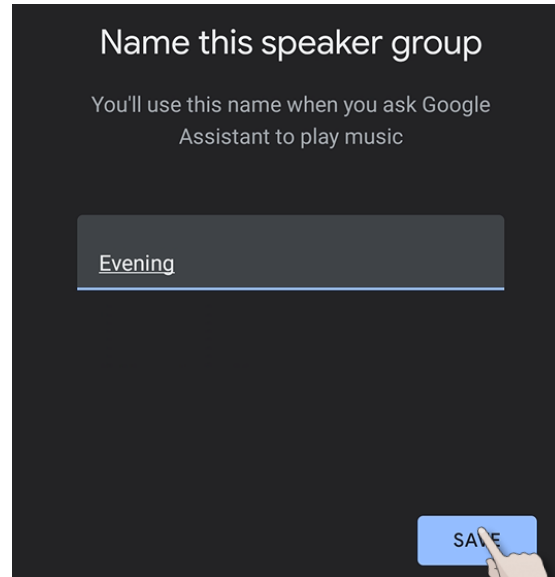 Name this speaker group
You'll use this name when you ask Google
Assistant to play music
Evening
SAVE